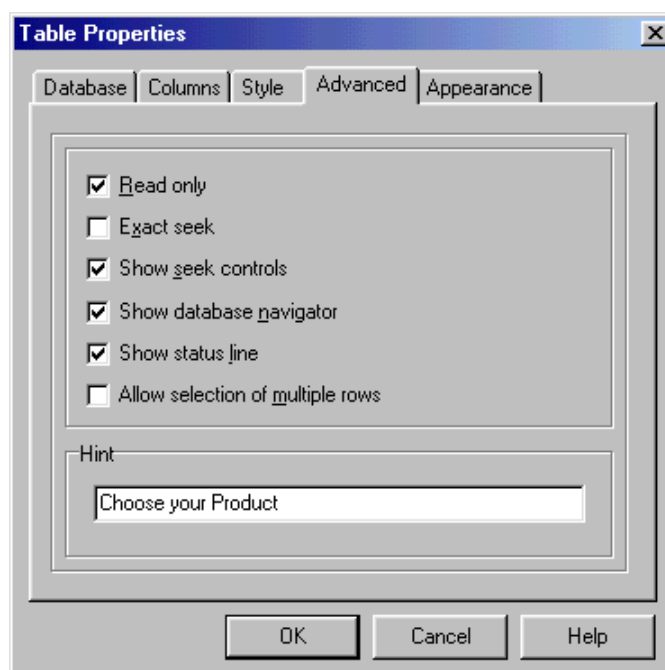 Table Properties
Database Columns Style Advanced Appearance
Read only
Exact seek
Show seek controls
Show database navigator
Show status line
Allow selection of multiple rows
Hint
Choose your Product
OK Cancel Help